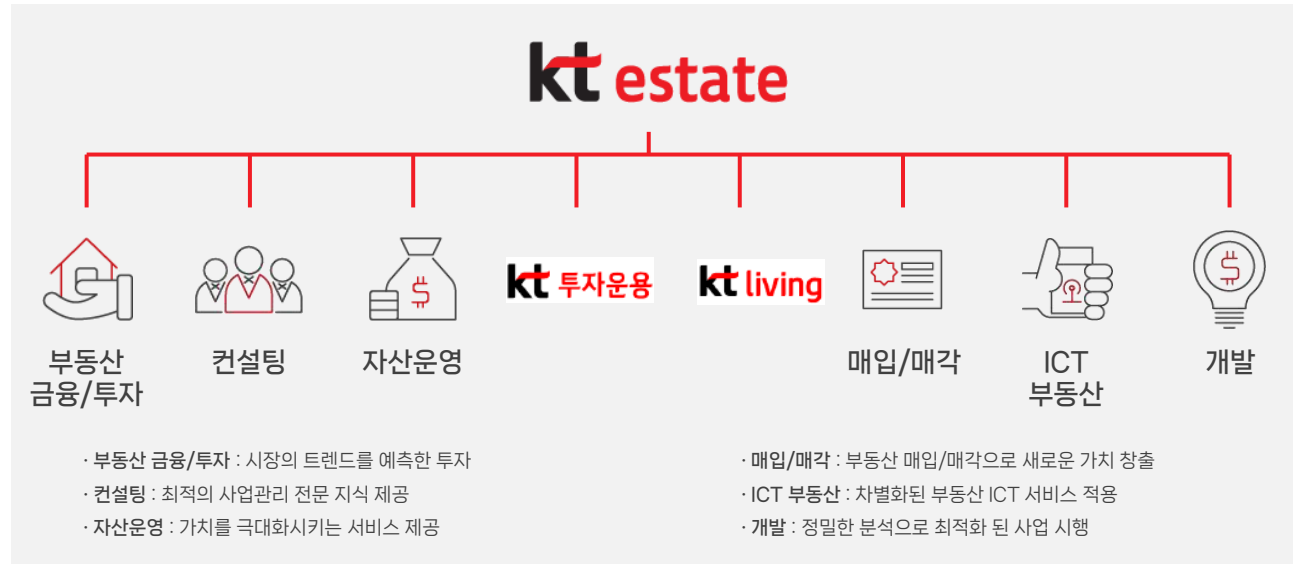 kt estate
kt 투자운용
kt living
부동산
금융/투자
컨설팅
자산운영
매입/매각
ICT
부동산
개발
· 부동산 금융/투자 : 시장의 트렌드를 예측한 투자
· 컨설팅 : 최적의 사업관리 전문 지식 제공
· 자산운영 : 가치를 극대화시키는 서비스 제공
· 매입/매각 : 부동산 매입/매각으로 새로운 가치 창출
· ICT 부동산 : 차별화된 부동산 ICT 서비스 적용
· 개발 : 정밀한 분석으로 최적화 된 사업 시행